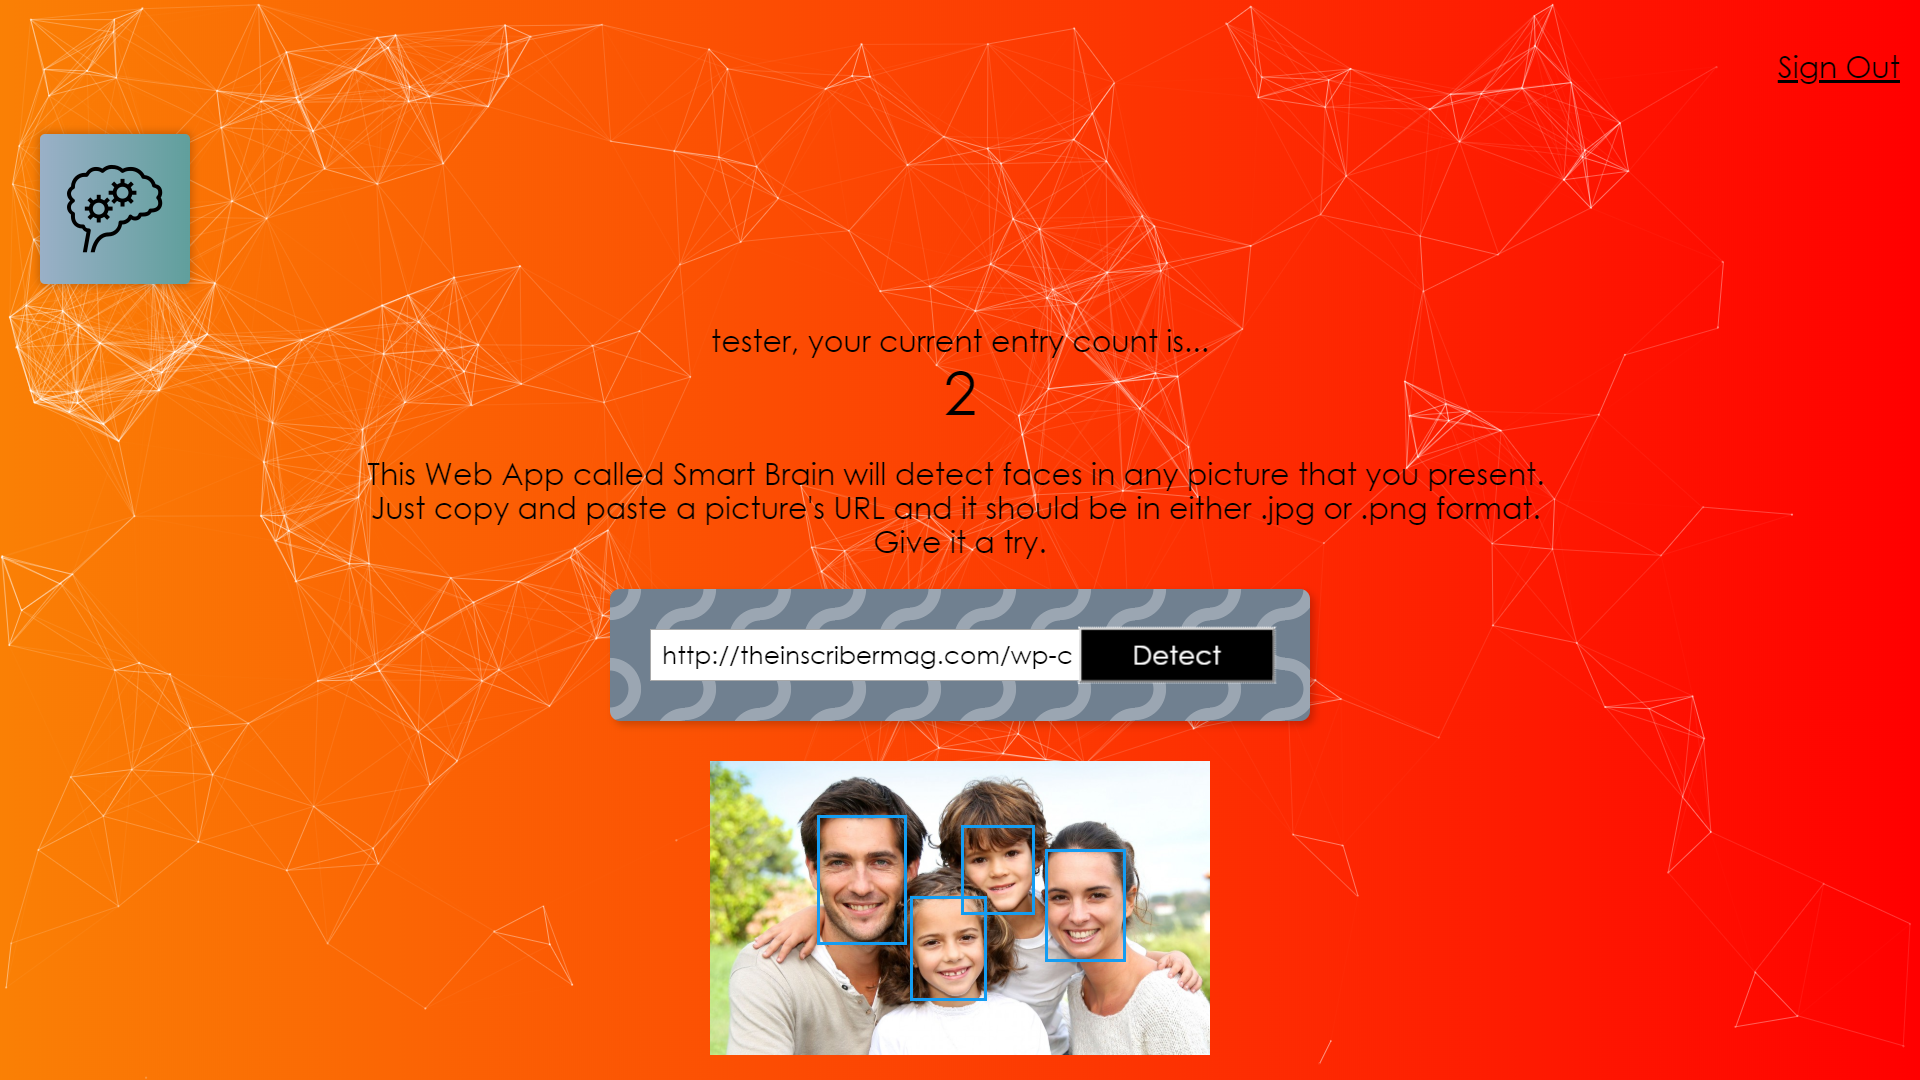 Sign Out
tester, your current entry count is...
2
This Web App called Smart Brain will detect faces in any picture that you present.
Just copy and paste a picture's URL and it should be in either .jpg or .png format.
Give it a try.
http://theinscribermag.com/wp-c
Detect